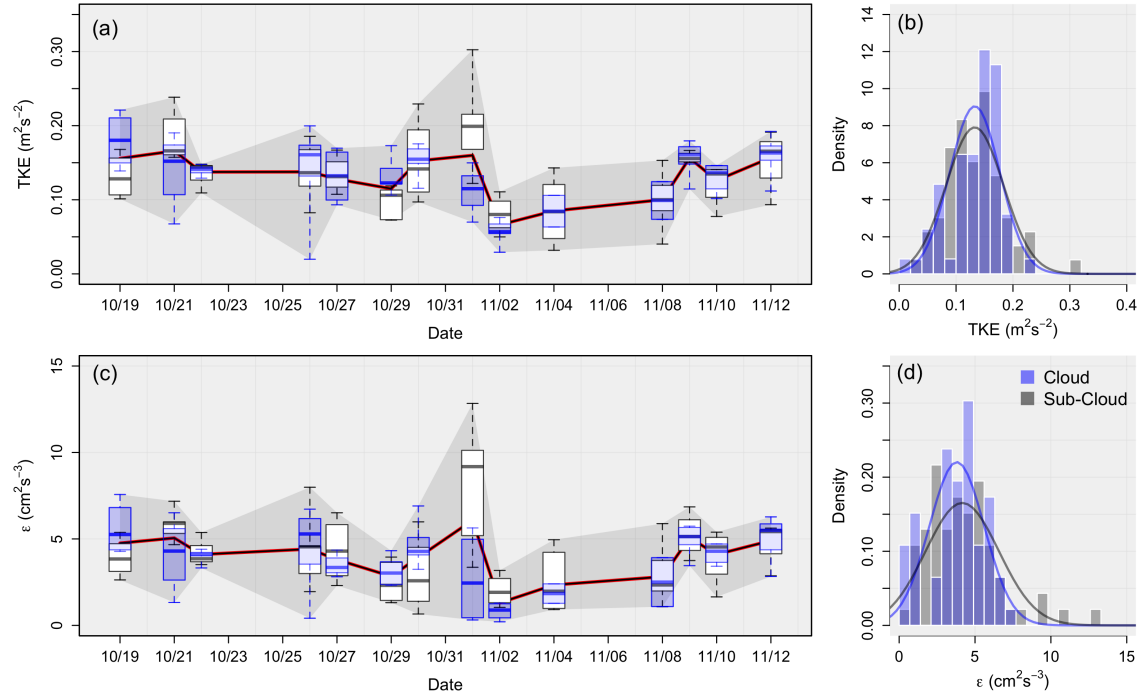 (a)
TKE (m²s⁻²)
0.00 0.10 0.20 0.30
10/19 10/21 10/23 10/25 10/27 10/29 10/31 11/02 11/04 11/06 11/08 11/10 11/12
Date
(b)
Density
0 2 4 6 8 10 12 14
0.0 0.1 0.2 0.3 0.4
TKE (m²s⁻²)
(c)
ε (cm²s⁻³)
0 5 10 15
10/19 10/21 10/23 10/25 10/27 10/29 10/31 11/02 11/04 11/06 11/08 11/10 11/12
Date
(d)
Cloud
Sub-Cloud
Density
0.00 0.10 0.20 0.30
0 5 10 15
ε (cm²s⁻³)